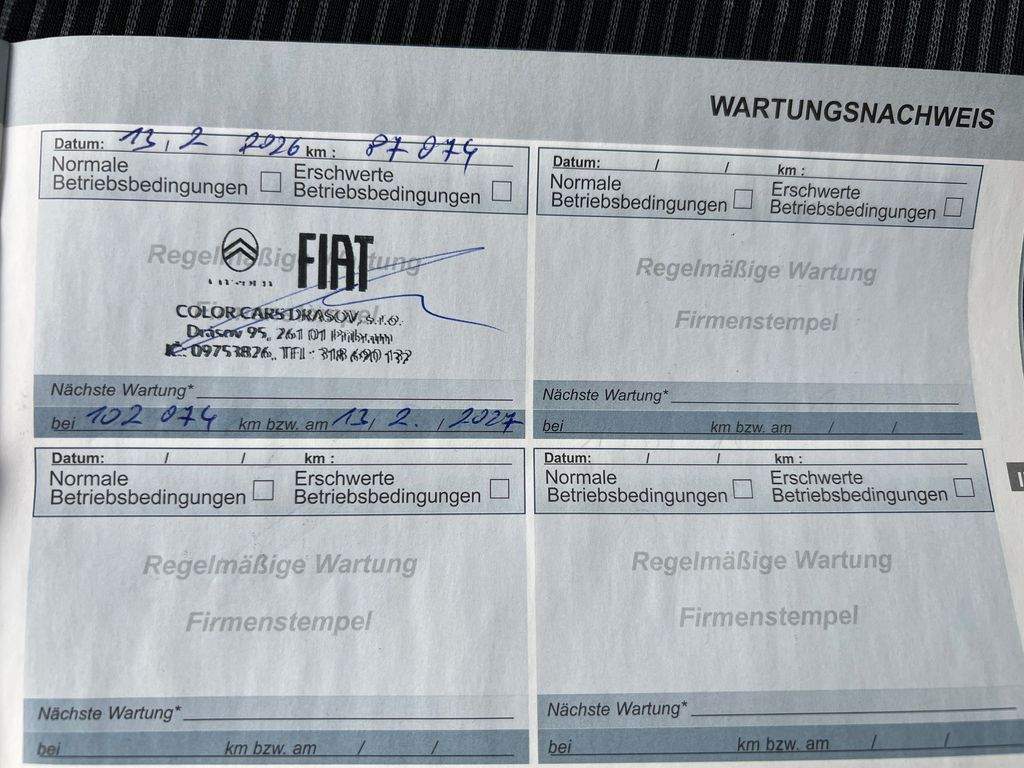 WARTUNGSNACHWEIS
Datum: 13, 2 2026 km : 87 074
Normale Betriebsbedingungen
Erschwerte Betriebsbedingungen
Regelmäßige Wartung
FIAT
Firmenstempel
COLOR CARS DRASOV, s.r.o.
Drásov 95, 261 01 Příbram
IČ: 09753826, TEL: 318 690 137
Nächste Wartung*
bei 102 074 km bzw. am 13/ 2. / 2027
Datum: / / km :
Normale Betriebsbedingungen
Erschwerte Betriebsbedingungen
Regelmäßige Wartung
Firmenstempel
Nächste Wartung*
bei km bzw. am / /
Datum: / / km :
Normale Betriebsbedingungen
Erschwerte Betriebsbedingungen
Regelmäßige Wartung
Firmenstempel
Nächste Wartung*
bei km bzw. am / /
Datum: / / km :
Normale Betriebsbedingungen
Erschwerte Betriebsbedingungen
Regelmäßige Wartung
Firmenstempel
Nächste Wartung*
bei km bzw. am / /